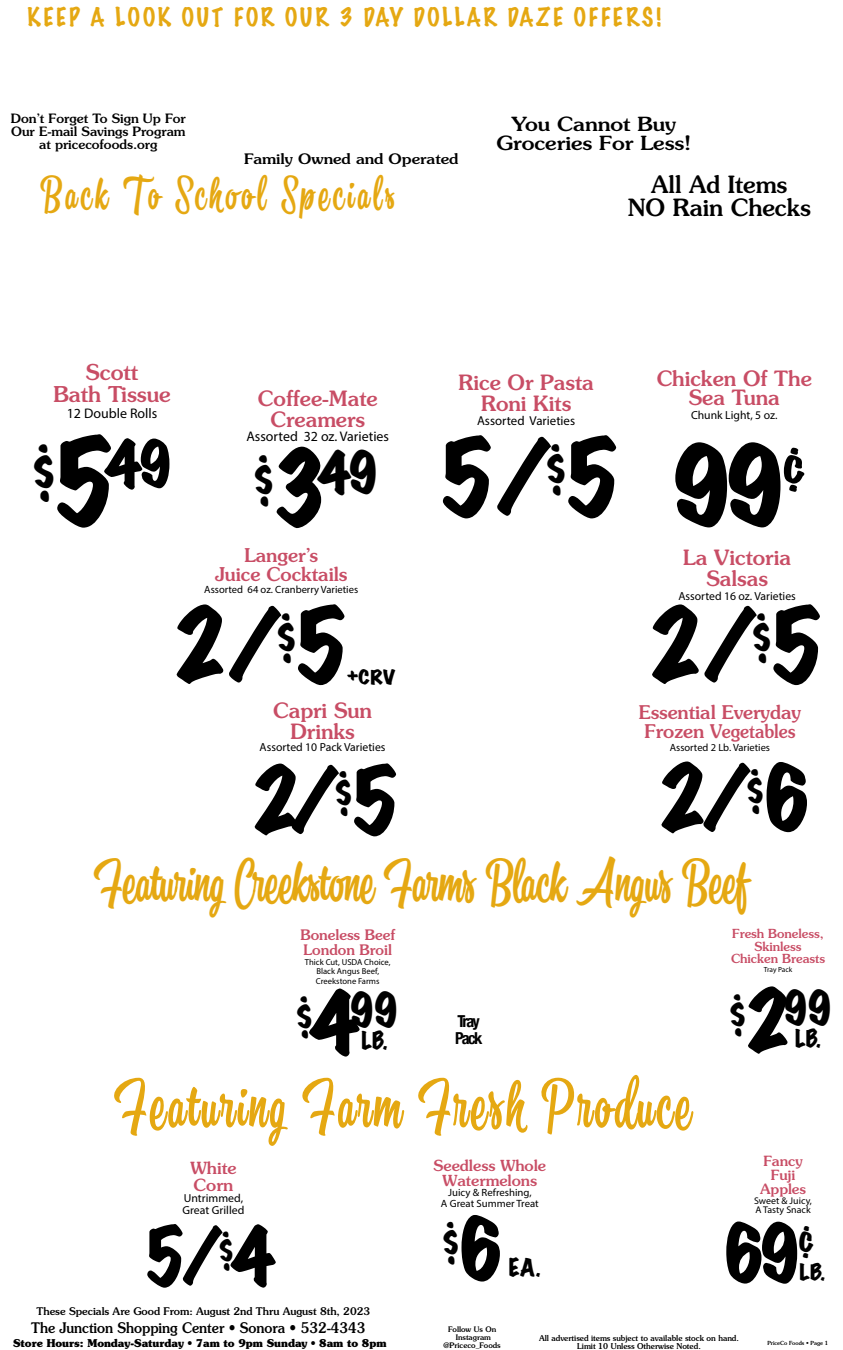 KEEP A LOOK OUT FOR OUR 3 DAY DOLLAR DAZE OFFERS!
Don't Forget To Sign Up For
Our E-mail Savings Program
at pricecofoods.org
Family Owned and Operated
You Cannot Buy
Groceries For Less!
Back To School Specials
All Ad Items
NO Rain Checks
Scott
Bath Tissue
12 Double Rolls
$5 49
Coffee-Mate
Creamers
Assorted 32 oz. Varieties
$3 49
Rice Or Pasta
Roni Kits
Assorted Varieties
5/$5
Chicken Of The
Sea Tuna
Chunk Light, 5 oz.
99¢
Langer's
Juice Cocktails
Assorted 64 oz. Cranberry Varieties
2/$5 +CRV
La Victoria
Salsas
Assorted 16 oz. Varieties
2/$5
Capri Sun
Drinks
Assorted 10 Pack Varieties
2/$5
Essential Everyday
Frozen Vegetables
Assorted 2 Lb. Varieties
2/$6
Featuring Creekstone Farms Black Angus Beef
Boneless Beef
London Broil
Thick Cut, USDA Choice,
Black Angus Beef,
Creekstone Farms
$4 99 LB.
Tray
Pack
Fresh Boneless,
Skinless
Chicken Breasts
Tray Pack
$2 99 LB.
Featuring Farm Fresh Produce
White
Corn
Untrimmed,
Great Grilled
5/$4
Seedless Whole
Watermelons
Juicy & Refreshing,
A Great Summer Treat
$6 EA.
Fancy
Fuji
Apples
Sweet & Juicy,
A Tasty Snack
69¢ LB.
These Specials Are Good From: August 2nd Thru August 8th, 2023
The Junction Shopping Center • Sonora • 532-4343
Store Hours: Monday-Saturday • 7am to 9pm Sunday • 8am to 8pm
Follow Us On
Instagram
@Priceco_Foods
All advertised items subject to available stock on hand.
Limit 10 Unless Otherwise Noted.
PriceCo Foods • Page 1